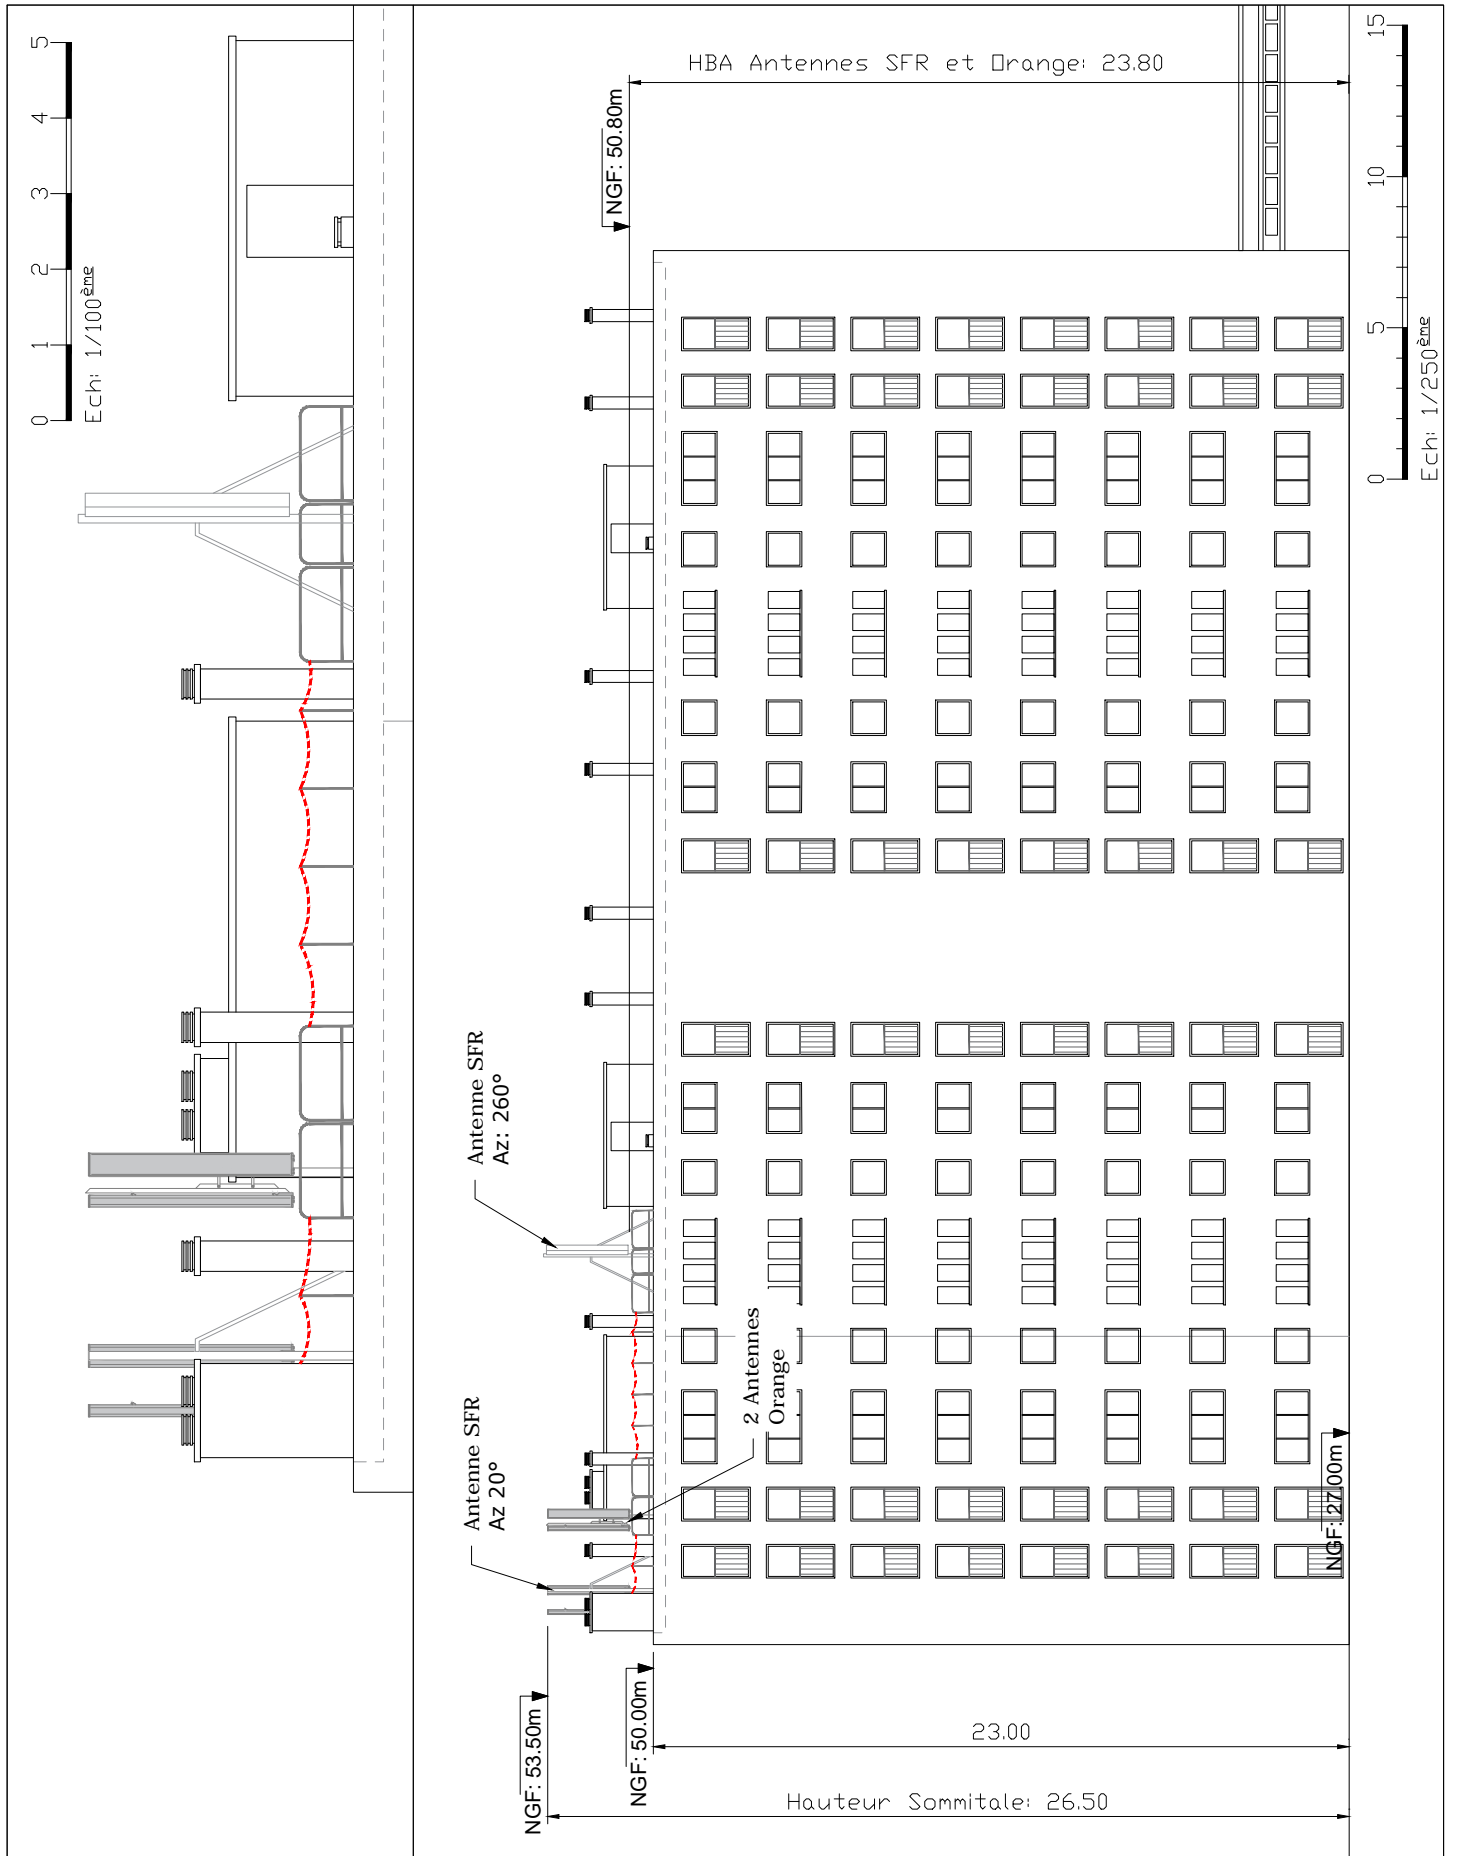 0 1 2 3 4 5
Ech: 1/100ème
HBA Antennes SFR et Orange: 23.80
NGF: 50.80m
Antenne SFR
Az: 260°
Antenne SFR
Az 20°
2 Antennes
Orange
NGF: 53.50m
NGF: 50.00m
NGF: 27.00m
23.00
Hauteur Sommitale: 26.50
0 5 10 15
Ech: 1/250ème